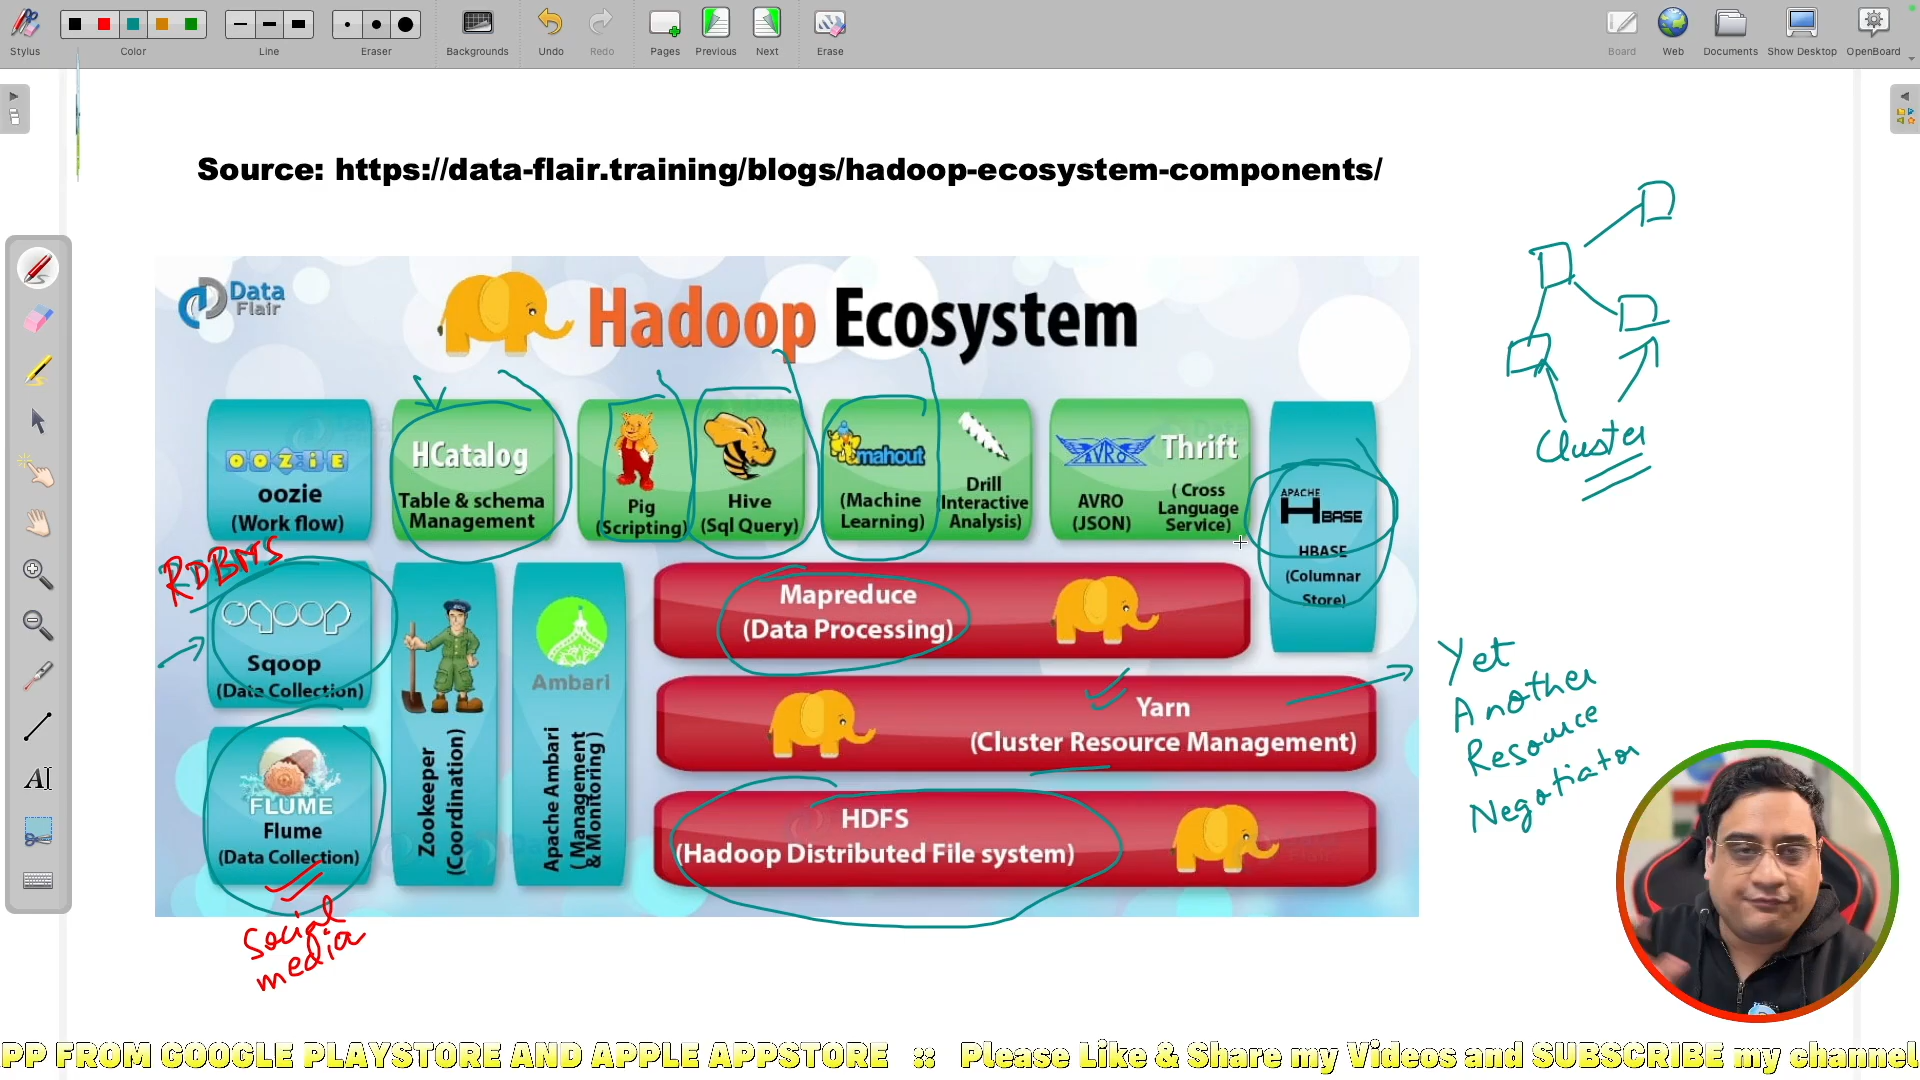 Stylus
Color
Line
Eraser
Backgrounds
Undo
Redo
Pages
Previous
Next
Erase
Board
Web
Documents
Show Desktop
OpenBoard
Source: https://data-flair.training/blogs/hadoop-ecosystem-components/
Data
Flair
Hadoop Ecosystem
OOZIE
oozie
(Work flow)
HCatalog
Table & schema
Management
Pig
(Scripting)
Hive
(Sql Query)
mahout
(Machine
Learning)
Drill
Interactive
Analysis)
AVRO
AVRO
(JSON)
Thrift
( Cross
Language
Service)
APACHE
HBASE
HBASE
(Columnar
Store)
Cluster
RDBMS
sqoop
Sqoop
(Data Collection)
FLUME
Flume
(Data Collection)
Social
media
Zookeeper
(Coordination)
Ambari
Apache Ambari
(Management
& Monitoring)
Mapreduce
(Data Processing)
Yarn
(Cluster Resource Management)
HDFS
(Hadoop Distributed File system)
Yet
Another
Resource
Negotiator
PP FROM GOOGLE PLAYSTORE AND APPLE APPSTORE :: Please Like & Share my Videos and SUBSCRIBE my channel